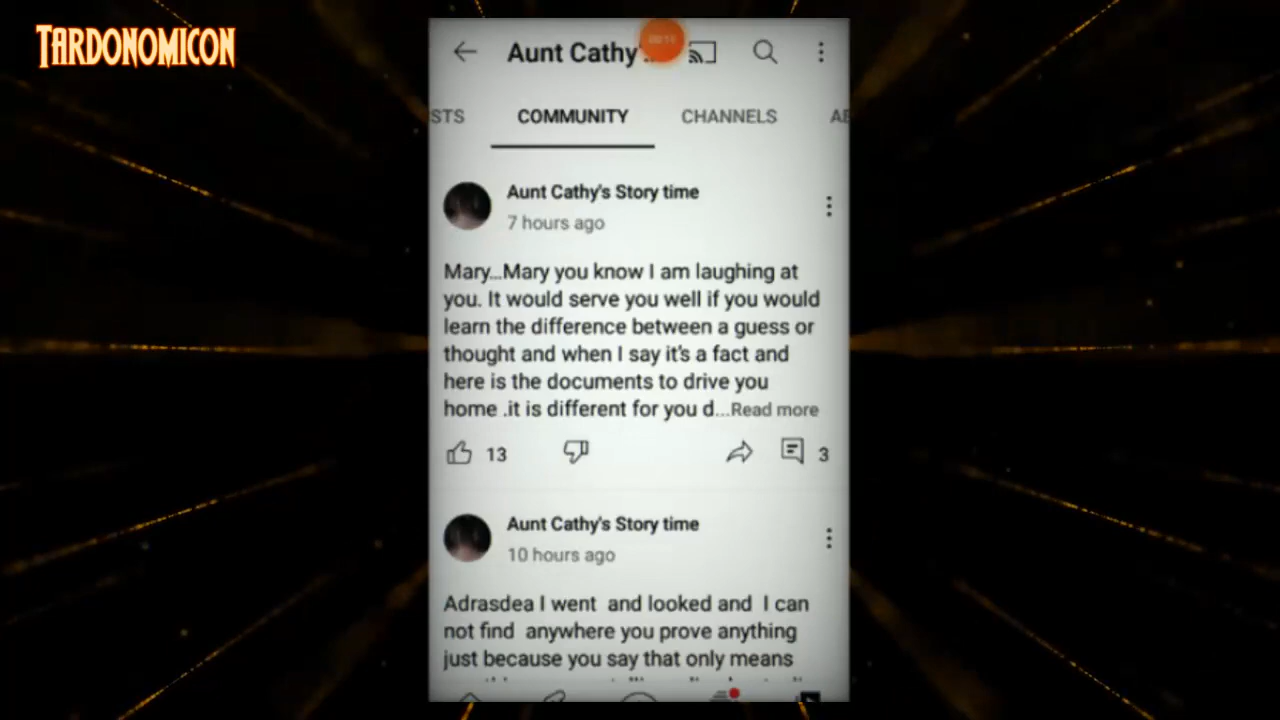 TARDONOMICON
Aunt Cathy'
STS COMMUNITY CHANNELS
Aunt Cathy's Story time
7 hours ago
Mary...Mary you know I am laughing at
you. It would serve you well if you would
learn the difference between a guess or
thought and when I say it's a fact and
here is the documents to drive you
home .it is different for you d...Read more
13 3
Aunt Cathy's Story time
10 hours ago
Adrasdea I went and looked and I can
not find anywhere you prove anything
just because you say that only means